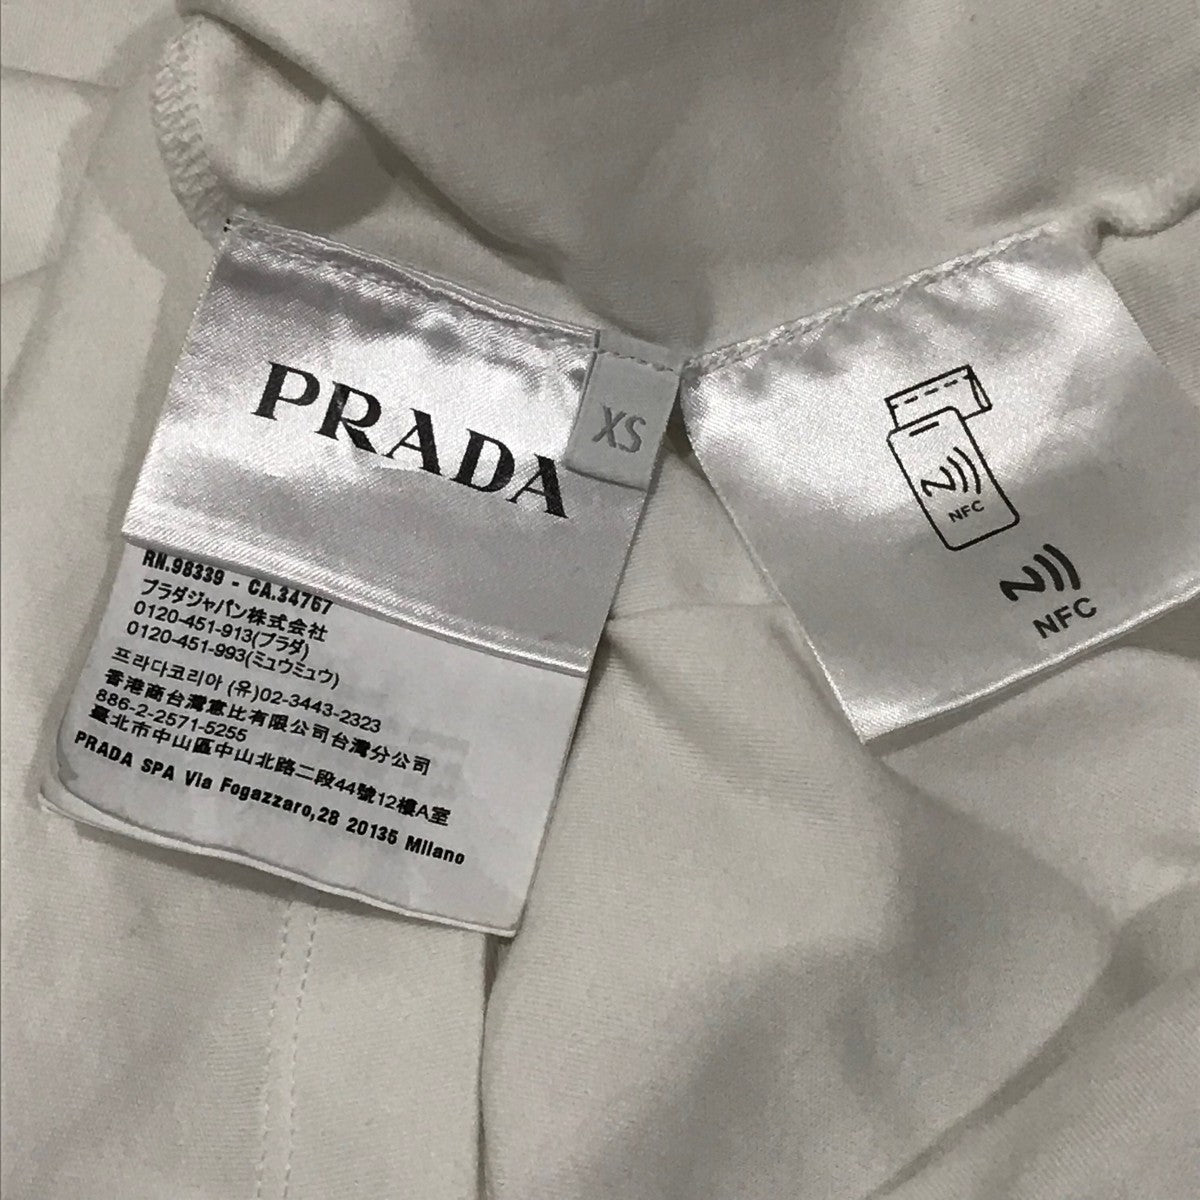 PRADA
XS
RN.98339 - CA.34767
プラダジャパン株式会社
0120-451-913(プラダ)
0120-451-993(ミュウミュウ)
프라다코리아 (유)02-3443-2323
香港商台灣意比有限公司台灣分公司
886-2-2571-5255
臺北市中山區中山北路二段44號12樓A室
PRADA SPA Via Fogazzaro,28 20135 Milano
NFC
NFC